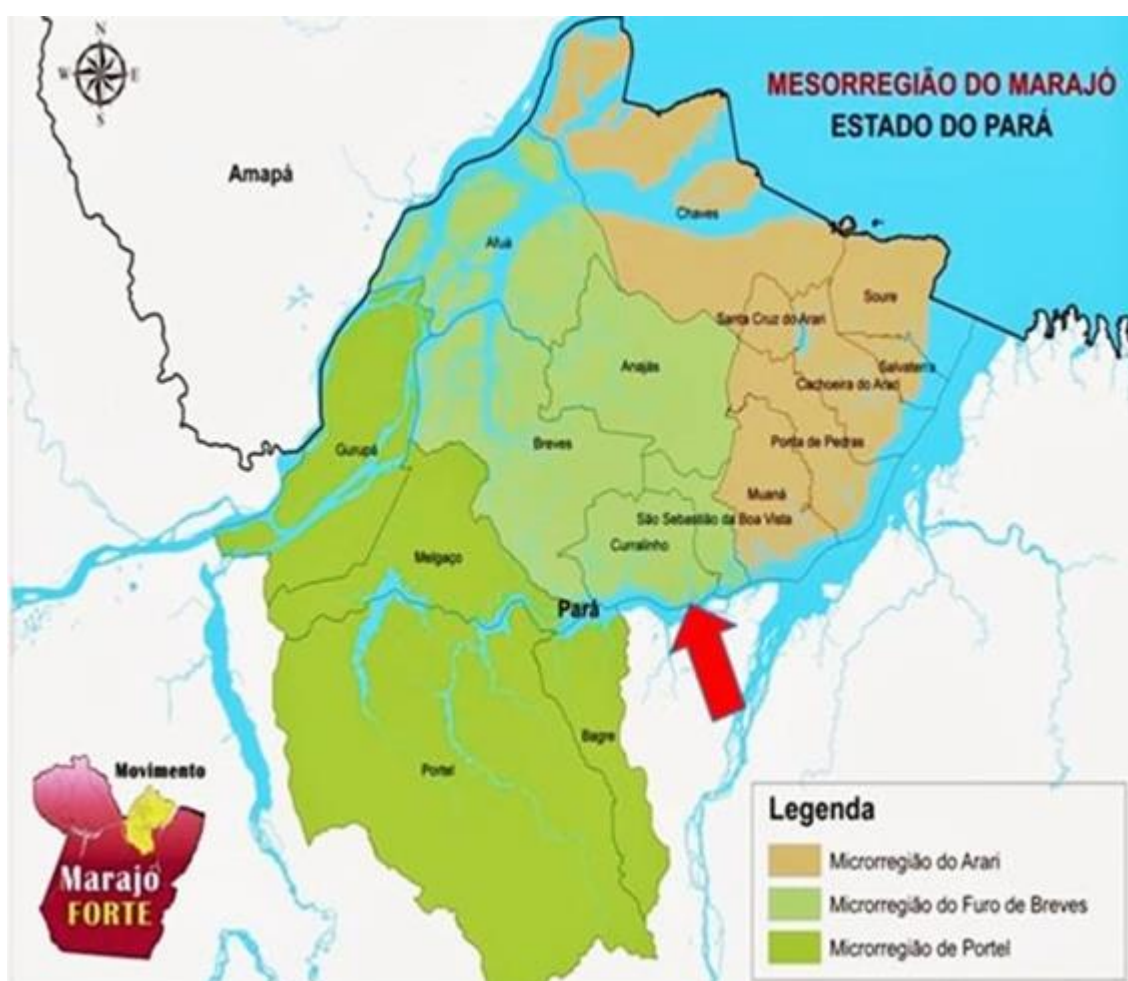 N
W
E
S
MESORREGIÃO DO MARAJÓ
ESTADO DO PARÁ
Amapá
Chaves
Afuá
Soure
Santa Cruz do Arari
Salvaterra
Anajás
Cachoeira do Arari
Breves
Ponta de Pedras
Gurupá
Muaná
São Sebastião da Boa Vista
Curralinho
Melgaço
Pará
Bagre
Portel
Movimento
Marajó
FORTE
Legenda
Microrregião do Arari
Microrregião do Furo de Breves
Microrregião de Portel